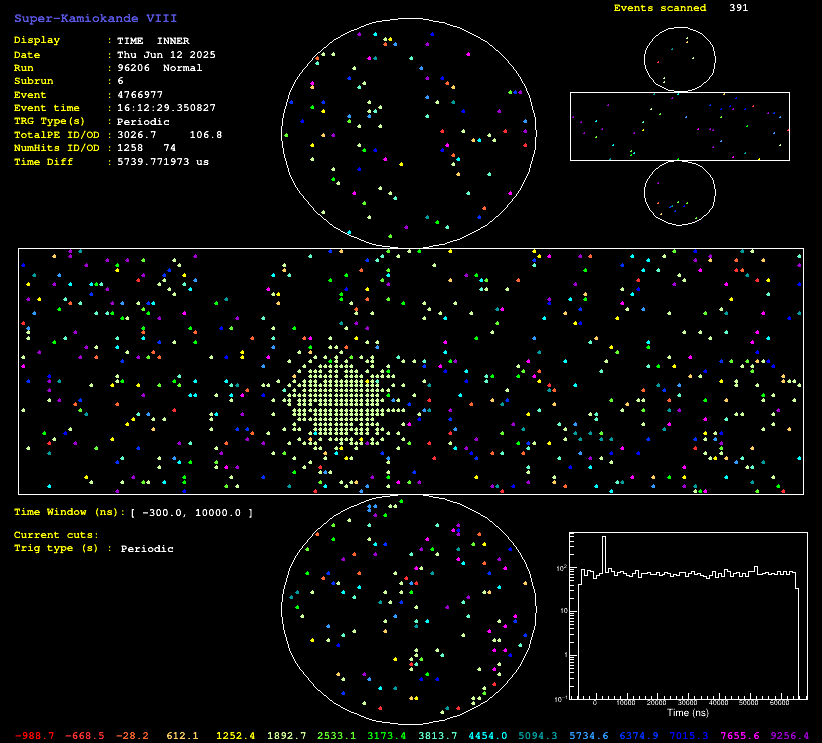 Super-Kamiokande VIII
Events scanned 391
Display : TIME INNER
Date : Thu Jun 12 2025
Run : 96206 Normal
Subrun : 6
Event : 4766977
Event time : 16:12:29.350827
TRG Type(s) : Periodic
TotalPE ID/OD : 3026.7 106.8
NumHits ID/OD : 1258 74
Time Diff : 5739.771973 us
Time Window (ns): [ -300.0, 10000.0 ]
Current cuts:
Trig type (s) : Periodic
10²
10
1
10⁻¹
0 10000 20000 30000 40000 50000 60000
Time (ns)
-988.7 -668.5 -28.2 612.1 1252.4 1892.7 2533.1 3173.4 3813.7 4454.0 5094.3 5734.6 6374.9 7015.3 7655.6 9256.4